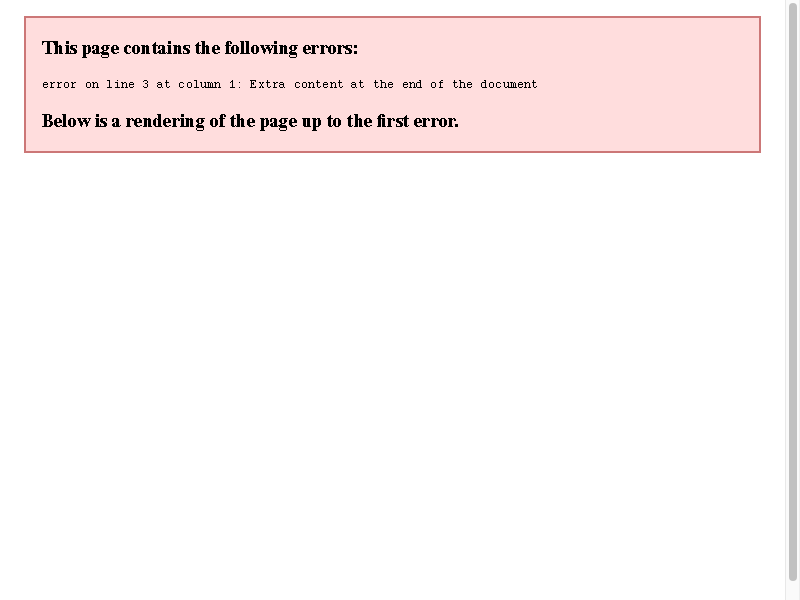 This page contains the following errors:
error on line 3 at column 1: Extra content at the end of the document
Below is a rendering of the page up to the first error.